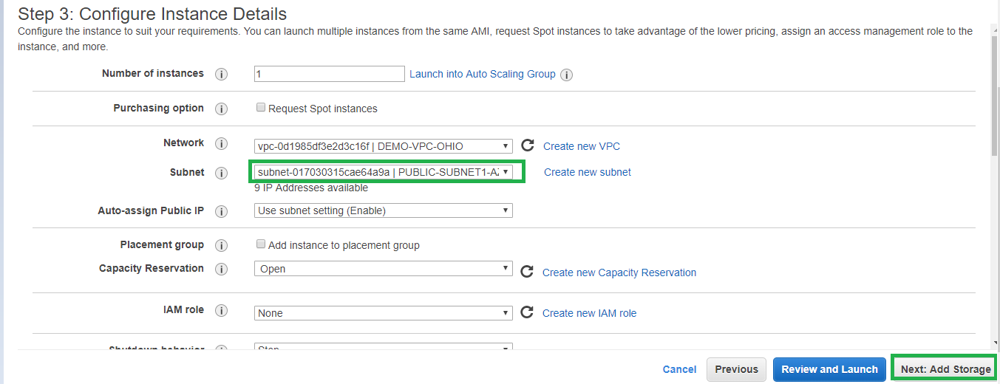 Step 3: Configure Instance Details
Configure the instance to suit your requirements. You can launch multiple instances from the same AMI, request Spot instances to take advantage of the lower pricing, assign an access management role to the
instance, and more.
Number of instances i 1 Launch into Auto Scaling Group i
Purchasing option i Request Spot instances
Network i vpc-0d1985df3e2d3c16f | DEMO-VPC-OHIO Create new VPC
Subnet i subnet-017030315cae64a9a | PUBLIC-SUBNET1-AZ Create new subnet
9 IP Addresses available
Auto-assign Public IP i Use subnet setting (Enable)
Placement group i Add instance to placement group
Capacity Reservation i Open Create new Capacity Reservation
IAM role i None Create new IAM role
Shutdown behavior i Stop
Cancel Previous Review and Launch Next: Add Storage